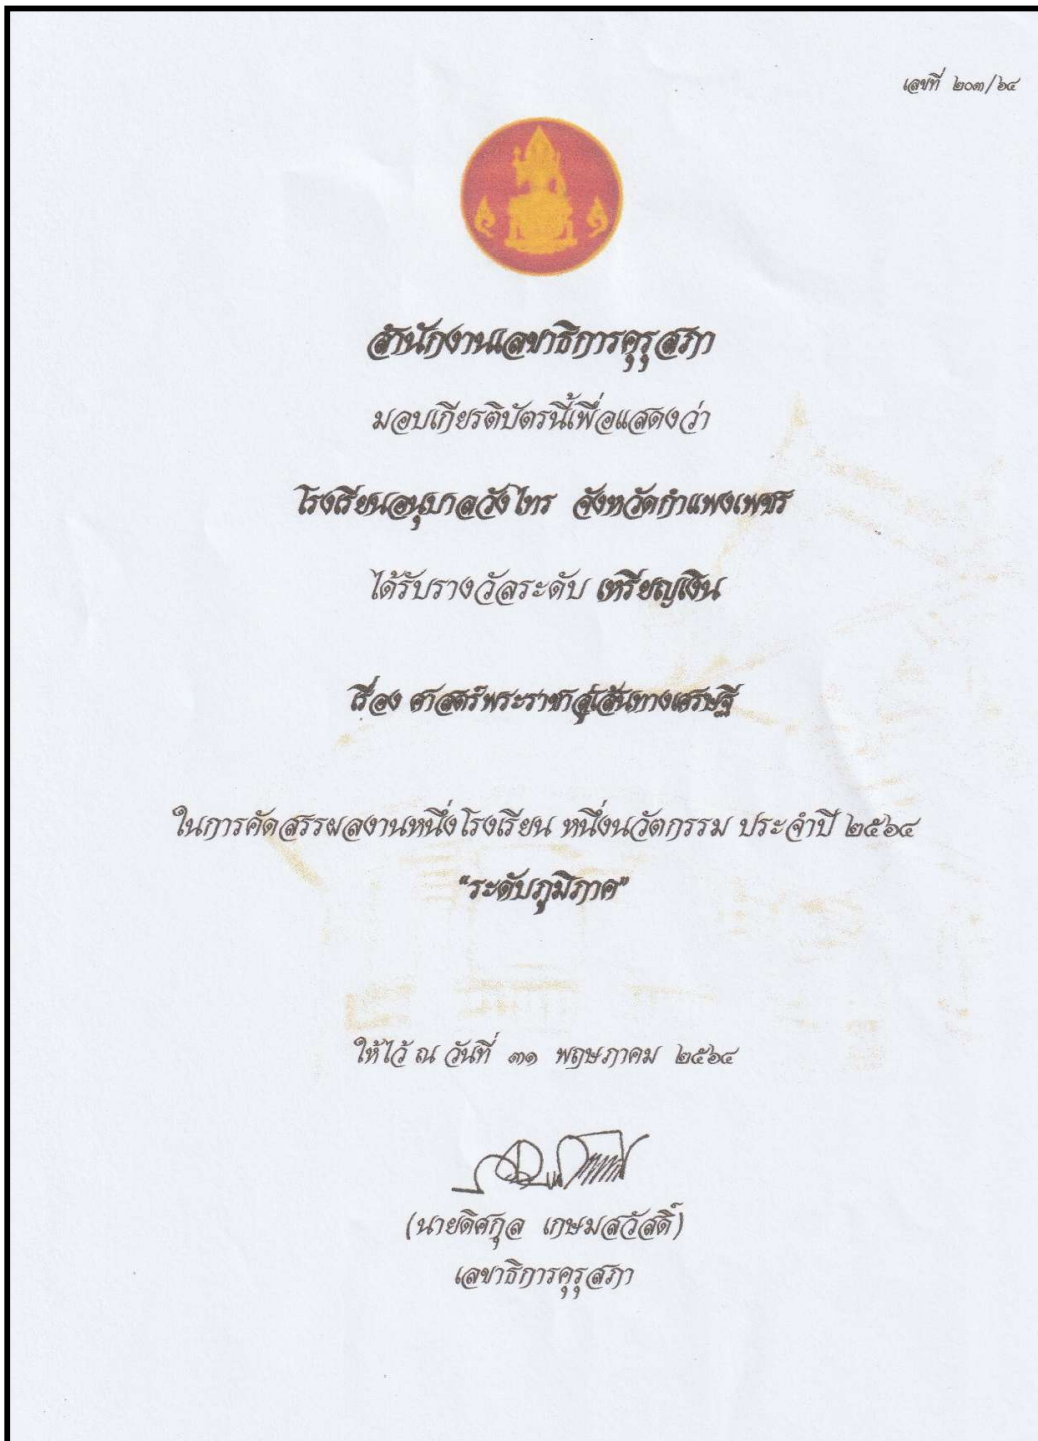 เลขที่ ๒๐๓/๖๔
สำนักงานเลขาธิการคุรุสภา
มอบเกียรติบัตรนี้เพื่อแสดงว่า
โรงเรียนอนุบาลวังไทร จังหวัดกำแพงเพชร
ได้รับรางวัลระดับ เหรียญเงิน
เรื่อง ศาสตร์พระราชาสู่เส้นทางเศรษฐี
ในการคัดสรรผลงานหนึ่งโรงเรียน หนึ่งนวัตกรรม ประจำปี ๒๕๖๔
"ระดับภูมิภาค"
ให้ไว้ ณ วันที่ ๓๑ พฤษภาคม ๒๕๖๔
(นายดิศกุล เกษมสวัสดิ์)
เลขาธิการคุรุสภา